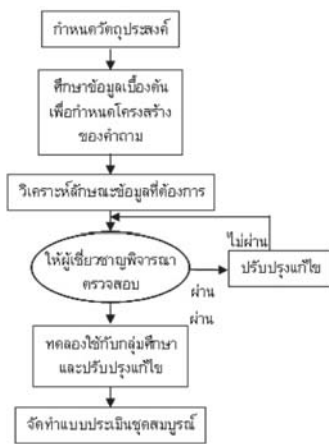 กำหนดวัตถุประสงค์
ศึกษาข้อมูลเบื้องต้น
เพื่อกำหนดโครงสร้าง
ของคำถาม
วิเคราะห์ลักษณะข้อมูลที่ต้องการ
ให้ผู้เชี่ยวชาญพิจารณา
ตรวจสอบ
ไม่ผ่าน
ปรับปรุงแก้ไข
ผ่าน
ผ่าน
ทดลองใช้กับกลุ่มศึกษา
และปรับปรุงแก้ไข
จัดทำแบบประเมินชุดสมบูรณ์